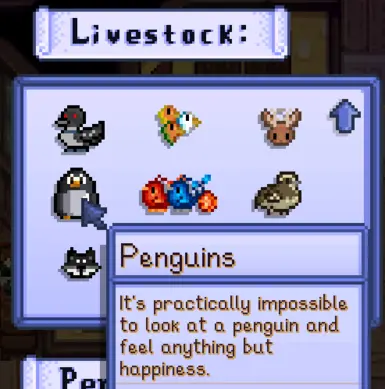 Livestock:
Penguins
It's practically impossible
to look at a penguin and
feel anything but
happiness.